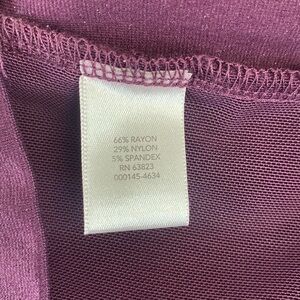 66% RAYON
29% NYLON
5% SPANDEX
RN 63823
000145-4634